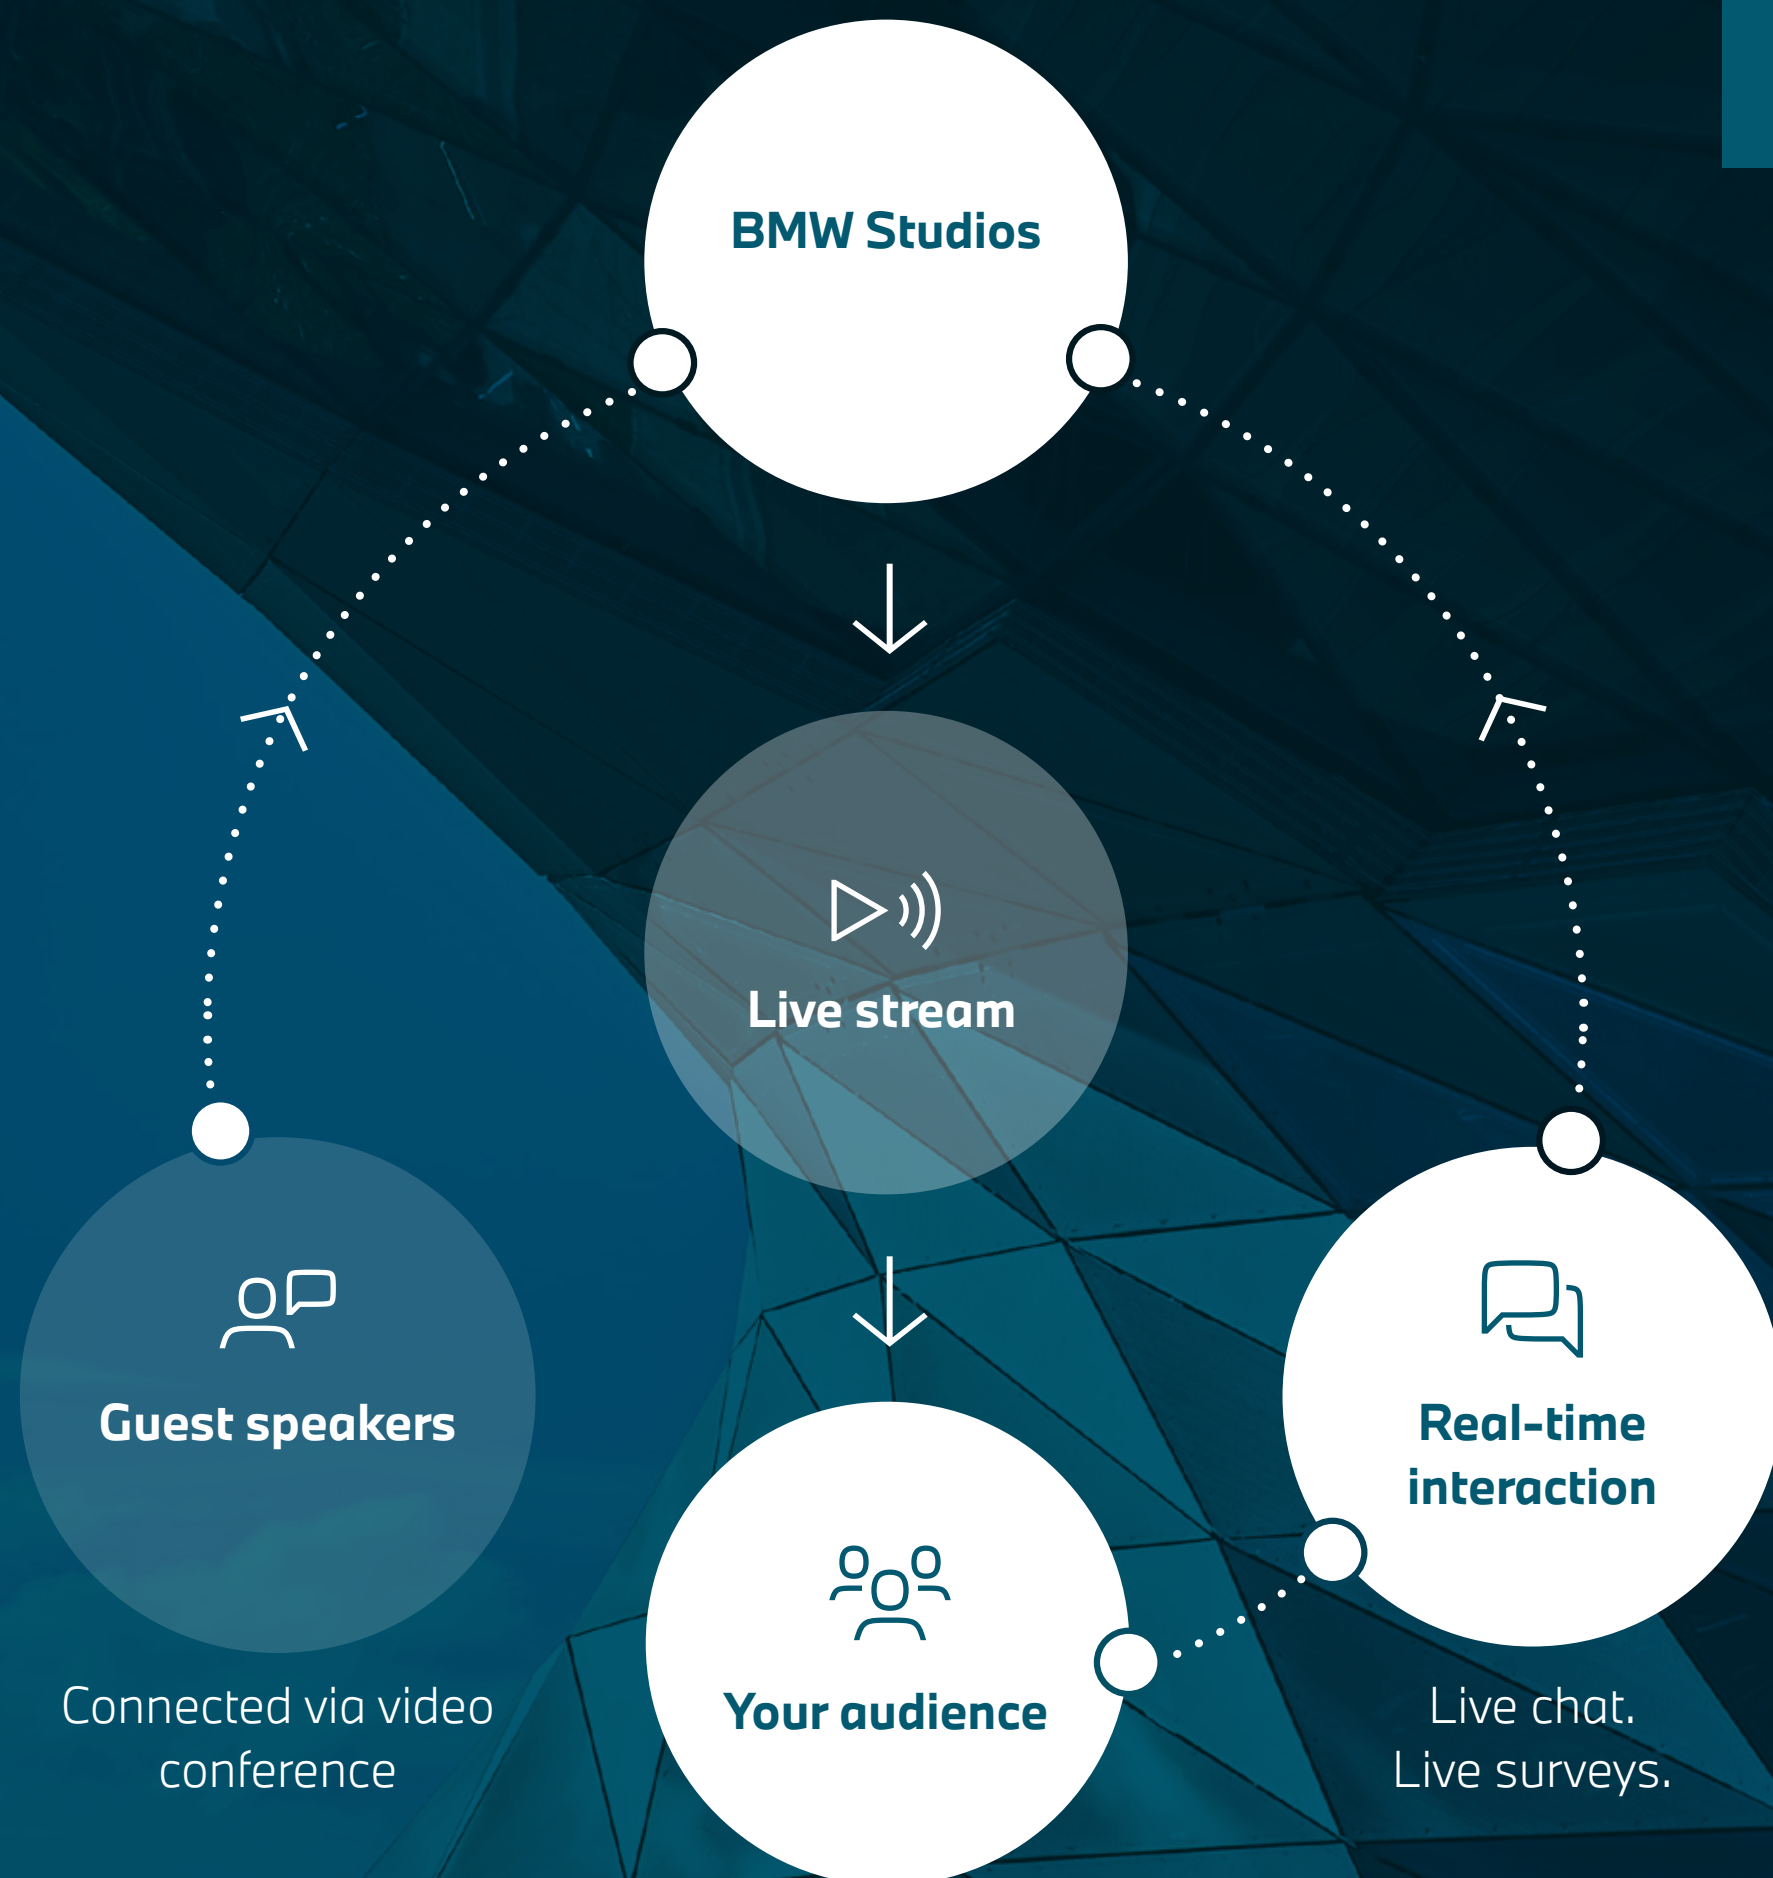 BMW Studios
Live stream
Guest speakers
Connected via video
conference
Your audience
Real-time
interaction
Live chat.
Live surveys.